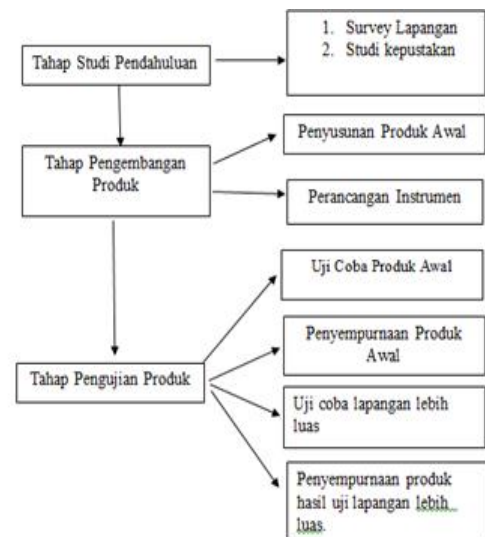 Tahap Studi Pendahuluan
1. Survey Lapangan
2. Studi kepustakan
Tahap Pengembangan
Produk
Penyusunan Produk Awal
Perancangan Instrumen
Tahap Pengujian Produk
Uji Coba Produk Awal
Penyempurnaan Produk
Awal
Uji coba lapangan lebih
luas
Penyempurnaan produk
hasil uji lapangan lebih
luas.